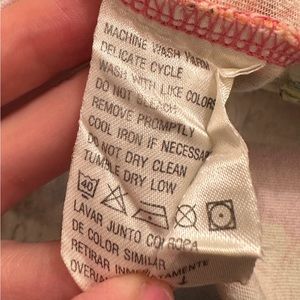 MACHINE WASH WARM
DELICATE CYCLE
WASH WITH LIKE COLORS
DO NOT BLEACH
REMOVE PROMPTLY
COOL IRON IF NECESSARY
DO NOT DRY CLEAN
TUMBLE DRY LOW
40
LAVAR JUNTO CON ROPA
DE COLOR SIMILAR
RETIRAR INMEDIATAMENTE